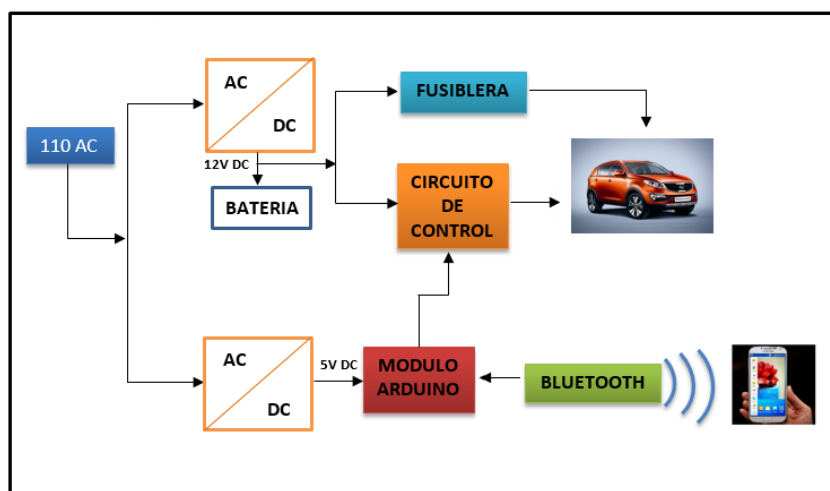 AC
DC
FUSIBLERA
110 AC
12V DC
BATERIA
CIRCUITO
DE
CONTROL
AC
DC
5V DC
MODULO
ARDUINO
BLUETOOTH